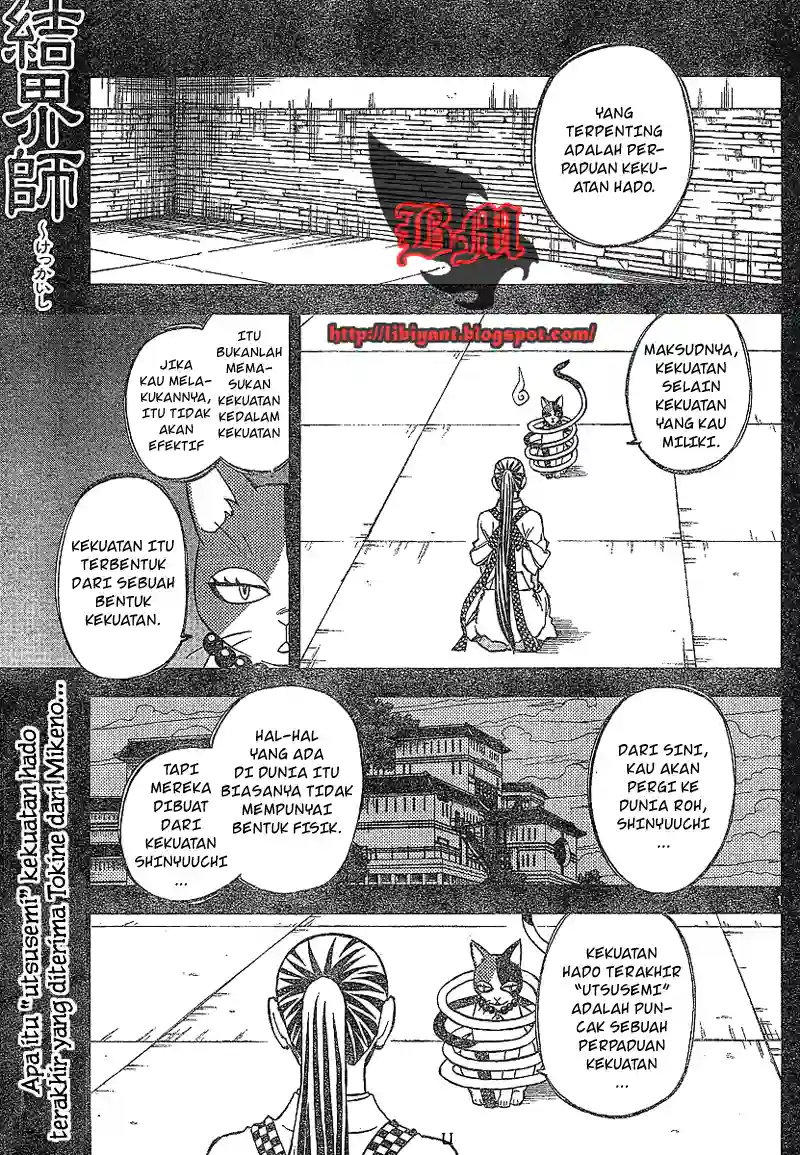 結界師
～けっかいし
YANG
TERPENTING
ADALAH PER-
PADUAN KEKU-
ATAN HADO.
BM
http://libiyant.blogspot.com/
MAKSUDNYA,
KEKUATAN
SELAIN
KEKUATAN
YANG KAU
MILIKI.
ITU
BUKANLAH
MEMA-
SUKAN
KEKUATAN
KEDALAM
KEKUATAN
JIKA
KAU MELA-
KUKANNYA,
ITU TIDAK
AKAN
EFEKTIF
KEKUATAN ITU
TERBENTUK
DARI SEBUAH
BENTUK
KEKUATAN.
DARI SINI,
KAU AKAN
PERGI KE
DUNIA ROH,
SHINYUUCHI
...
HAL-HAL
YANG ADA
DI DUNIA ITU
BIASANYA TIDAK
MEMPUNYAI
BENTUK FISIK.
TAPI
MEREKA
DIBUAT
DARI
KEKUATAN
SHINYUUCHI
...
Apa itu "utsusemi" kekuatan hado
terakhir yang diterima Tokine dari Mikeno...
KEKUATAN
HADO TERAKHIR
"UTSUSEMI"
ADALAH PUN-
CAK SEBUAH
PERPADUAN
KEKUATAN
...